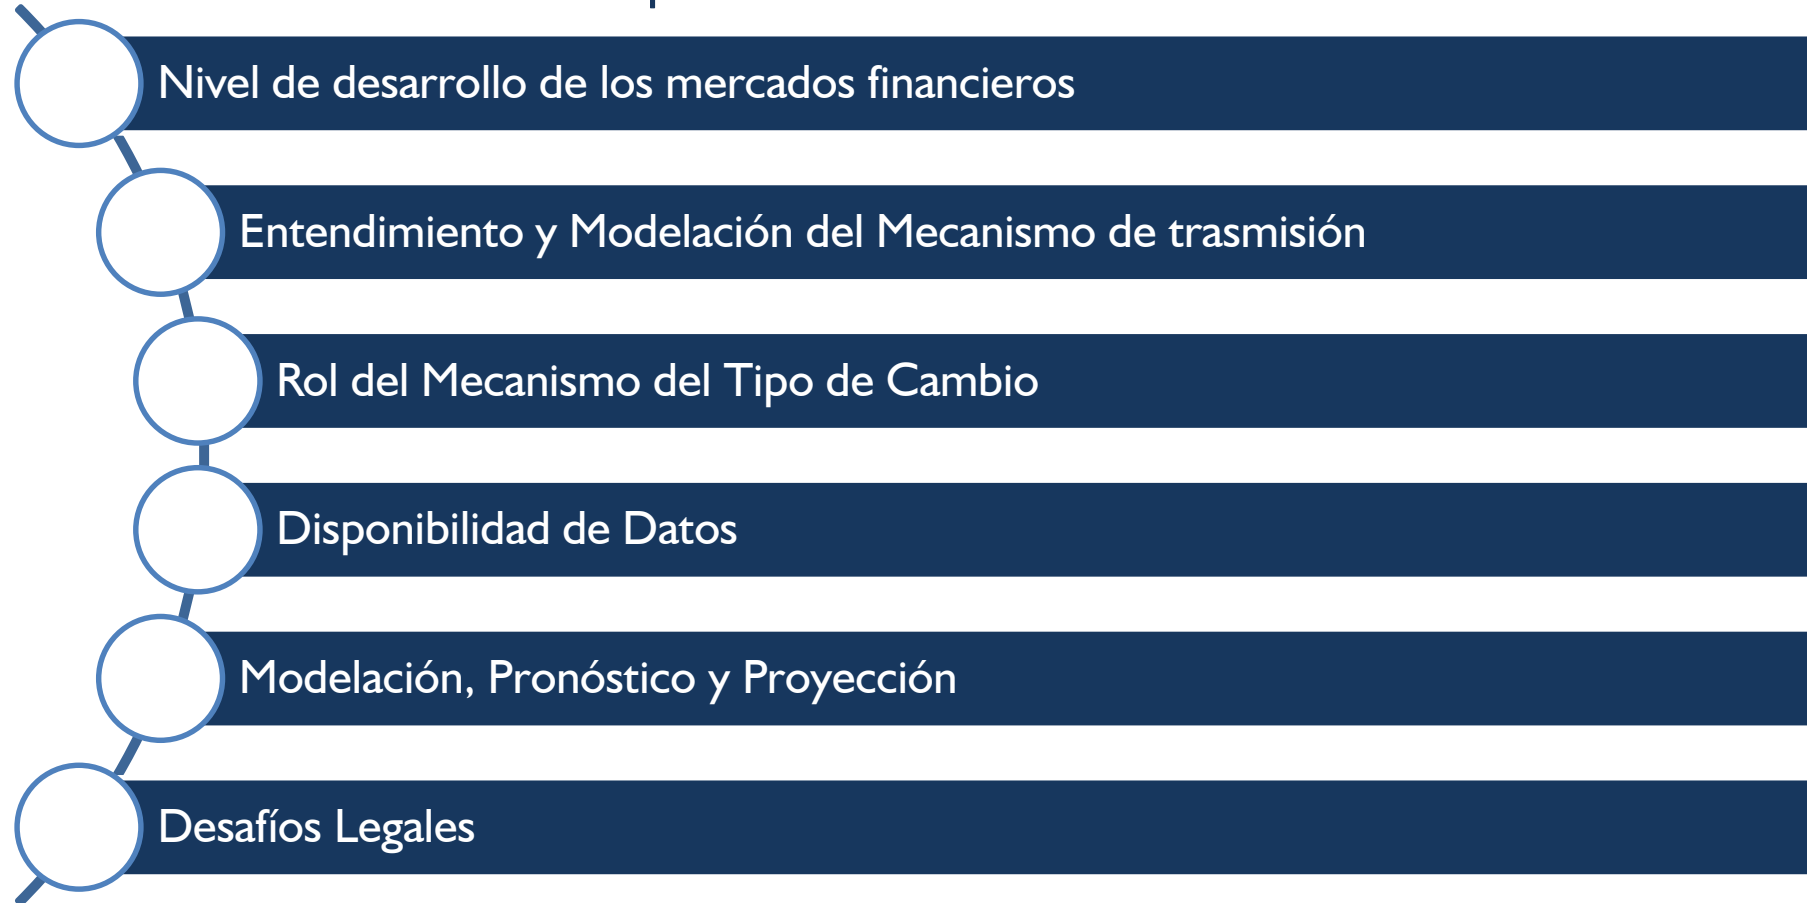 Nivel de desarrollo de los mercados financieros
Entendimiento y Modelación del Mecanismo de trasmisión
Rol del Mecanismo del Tipo de Cambio
Disponibilidad de Datos
Modelación, Pronóstico y Proyección
Desafíos Legales